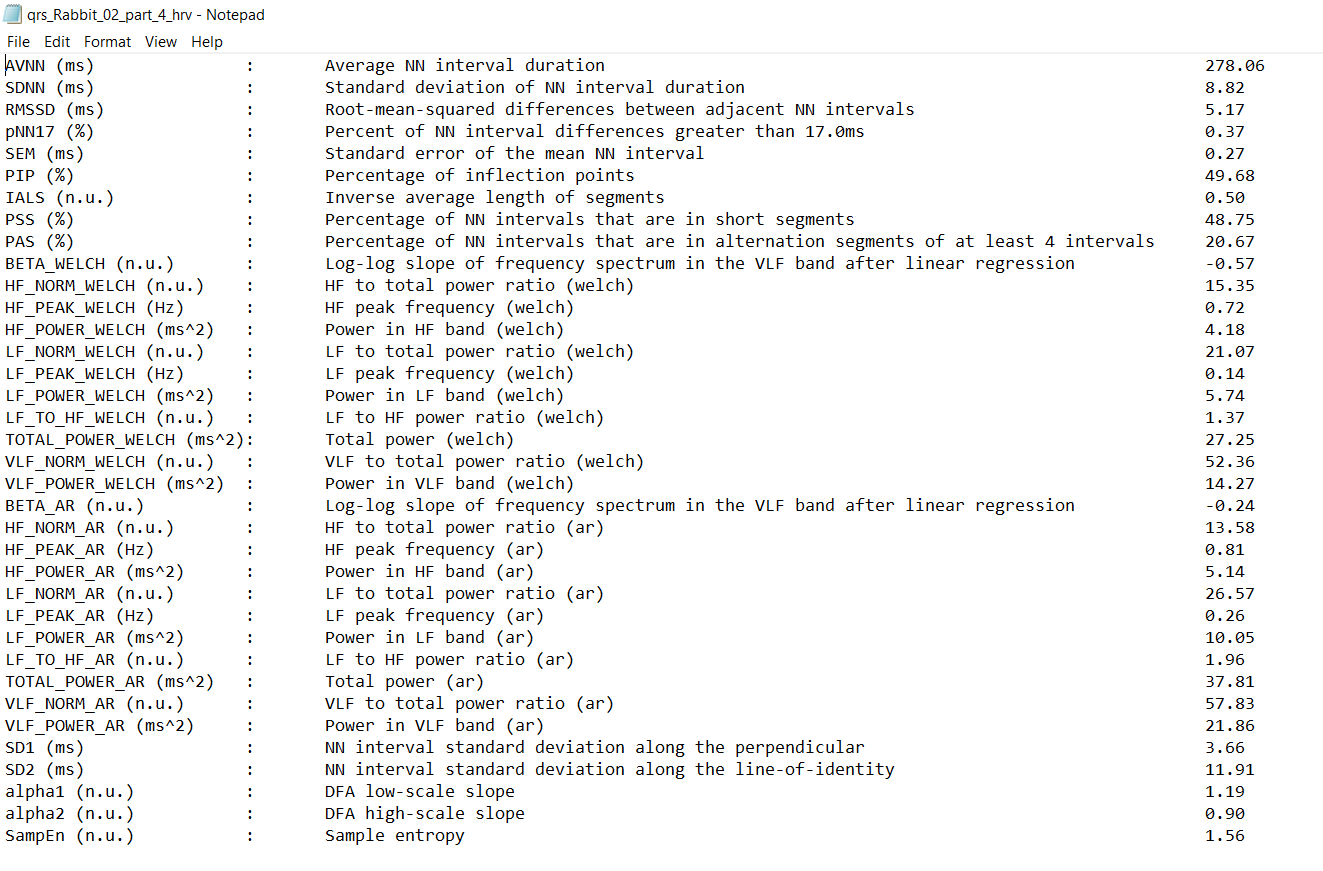 qrs_Rabbit_02_part_4_hrv - Notepad
File Edit Format View Help
AVNN (ms) : Average NN interval duration 278.06
SDNN (ms) : Standard deviation of NN interval duration 8.82
RMSSD (ms) : Root-mean-squared differences between adjacent NN intervals 5.17
pNN17 (%) : Percent of NN interval differences greater than 17.0ms 0.37
SEM (ms) : Standard error of the mean NN interval 0.27
PIP (%) : Percentage of inflection points 49.68
IALS (n.u.) : Inverse average length of segments 0.50
PSS (%) : Percentage of NN intervals that are in short segments 48.75
PAS (%) : Percentage of NN intervals that are in alternation segments of at least 4 intervals 20.67
BETA_WELCH (n.u.) : Log-log slope of frequency spectrum in the VLF band after linear regression -0.57
HF_NORM_WELCH (n.u.) : HF to total power ratio (welch) 15.35
HF_PEAK_WELCH (Hz) : HF peak frequency (welch) 0.72
HF_POWER_WELCH (ms^2) : Power in HF band (welch) 4.18
LF_NORM_WELCH (n.u.) : LF to total power ratio (welch) 21.07
LF_PEAK_WELCH (Hz) : LF peak frequency (welch) 0.14
LF_POWER_WELCH (ms^2) : Power in LF band (welch) 5.74
LF_TO_HF_WELCH (n.u.) : LF to HF power ratio (welch) 1.37
TOTAL_POWER_WELCH (ms^2): Total power (welch) 27.25
VLF_NORM_WELCH (n.u.) : VLF to total power ratio (welch) 52.36
VLF_POWER_WELCH (ms^2) : Power in VLF band (welch) 14.27
BETA_AR (n.u.) : Log-log slope of frequency spectrum in the VLF band after linear regression -0.24
HF_NORM_AR (n.u.) : HF to total power ratio (ar) 13.58
HF_PEAK_AR (Hz) : HF peak frequency (ar) 0.81
HF_POWER_AR (ms^2) : Power in HF band (ar) 5.14
LF_NORM_AR (n.u.) : LF to total power ratio (ar) 26.57
LF_PEAK_AR (Hz) : LF peak frequency (ar) 0.26
LF_POWER_AR (ms^2) : Power in LF band (ar) 10.05
LF_TO_HF_AR (n.u.) : LF to HF power ratio (ar) 1.96
TOTAL_POWER_AR (ms^2) : Total power (ar) 37.81
VLF_NORM_AR (n.u.) : VLF to total power ratio (ar) 57.83
VLF_POWER_AR (ms^2) : Power in VLF band (ar) 21.86
SD1 (ms) : NN interval standard deviation along the perpendicular 3.66
SD2 (ms) : NN interval standard deviation along the line-of-identity 11.91
alpha1 (n.u.) : DFA low-scale slope 1.19
alpha2 (n.u.) : DFA high-scale slope 0.90
SampEn (n.u.) : Sample entropy 1.56